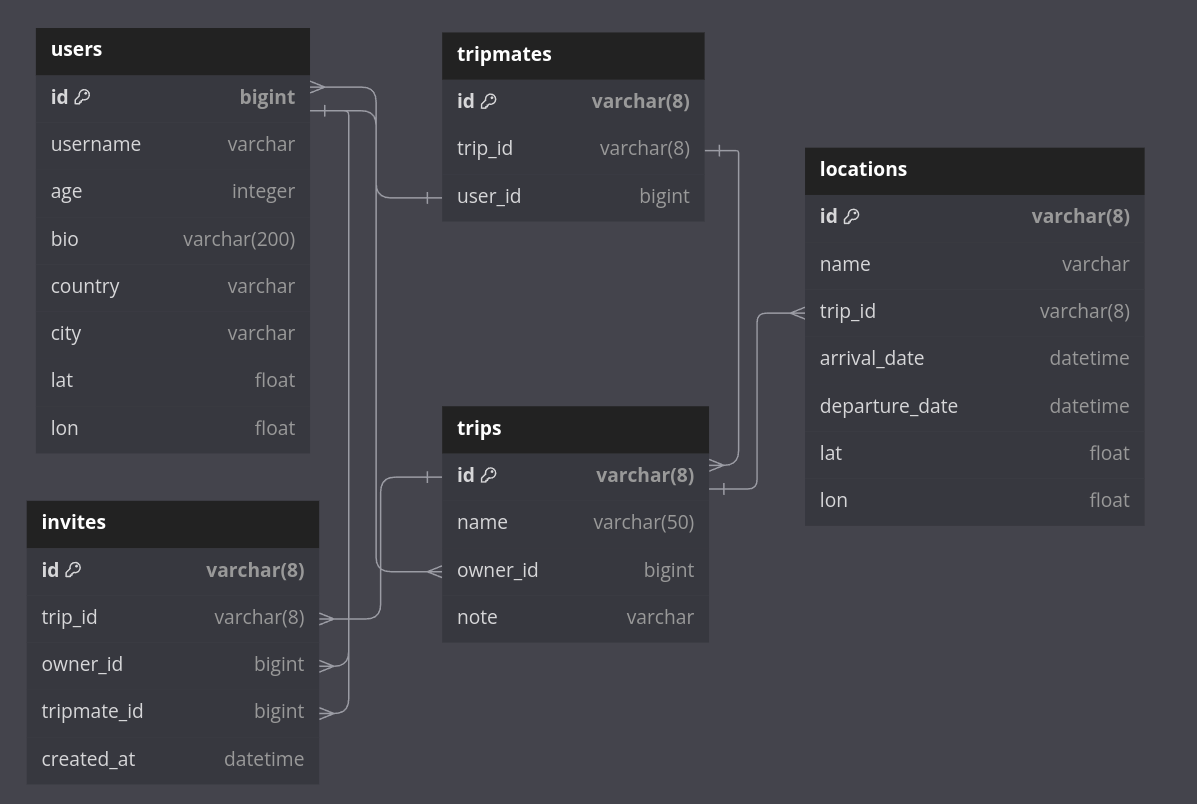 users
id bigint
username varchar
age integer
bio varchar(200)
country varchar
city varchar
lat float
lon float
tripmates
id varchar(8)
trip_id varchar(8)
user_id bigint
locations
id varchar(8)
name varchar
trip_id varchar(8)
arrival_date datetime
departure_date datetime
lat float
lon float
trips
id varchar(8)
name varchar(50)
owner_id bigint
note varchar
invites
id varchar(8)
trip_id varchar(8)
owner_id bigint
tripmate_id bigint
created_at datetime